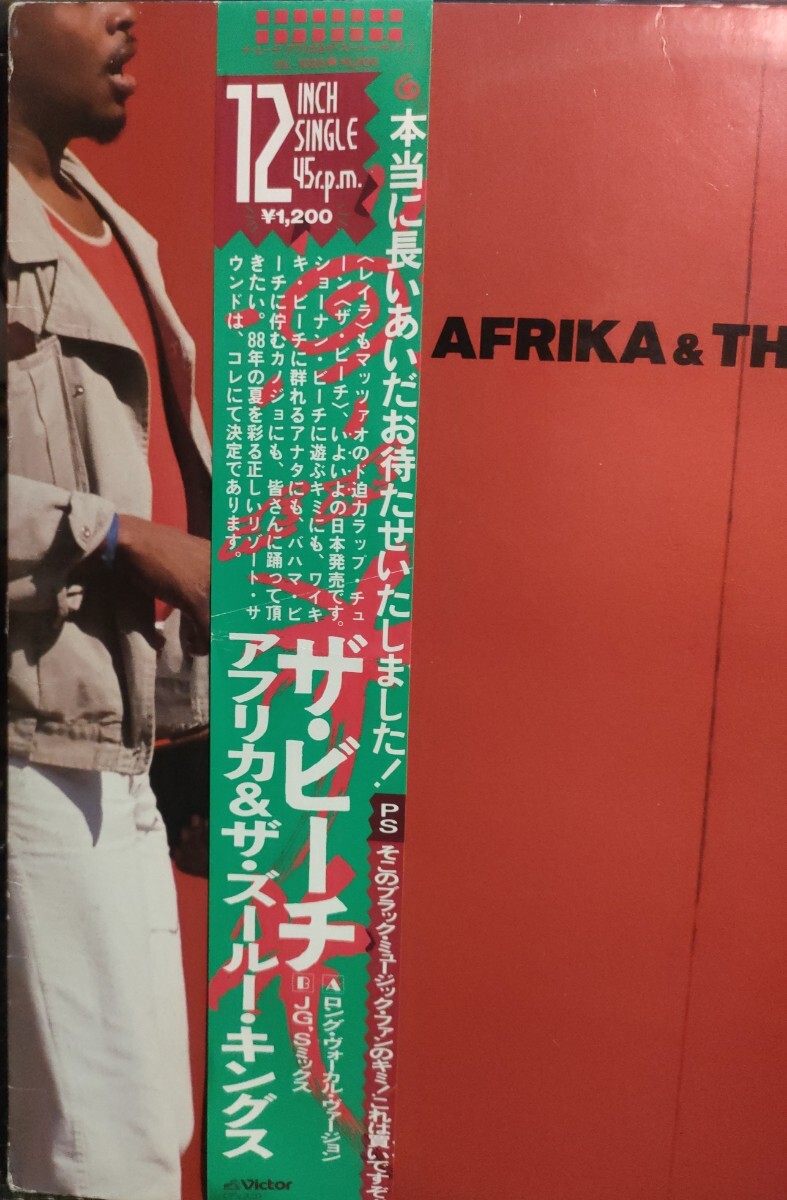 12
INCH
SINGLE
45r.p.m.
¥1,200
本当に長いあいだお待たせいたしました!
PS そこのブラック・ミュージック・ファンのキミ!これは買いですぞ
〈レイラ〉もマッツァオのド迫力ラップ・チュ
ーン〈ザ・ビーチ〉、いよいよの日本発売です。
ショーナン・ビーチに遊ぶキミにも、ワイキ
キ・ビーチに群れるアナタにも、バハマ・ビ
ーチに佇むカノジョにも、皆さんに踊って頂
きたい。88年の夏を彩る正しいリゾート・サ
ウンドは、コレにて決定であります。
ザ・ビーチ
A ロング・ヴォーカル・ヴァージョン
B JG,Sミックス
アフリカ&ザ・ズールー・キングス
Victor
AFRIKA & TH